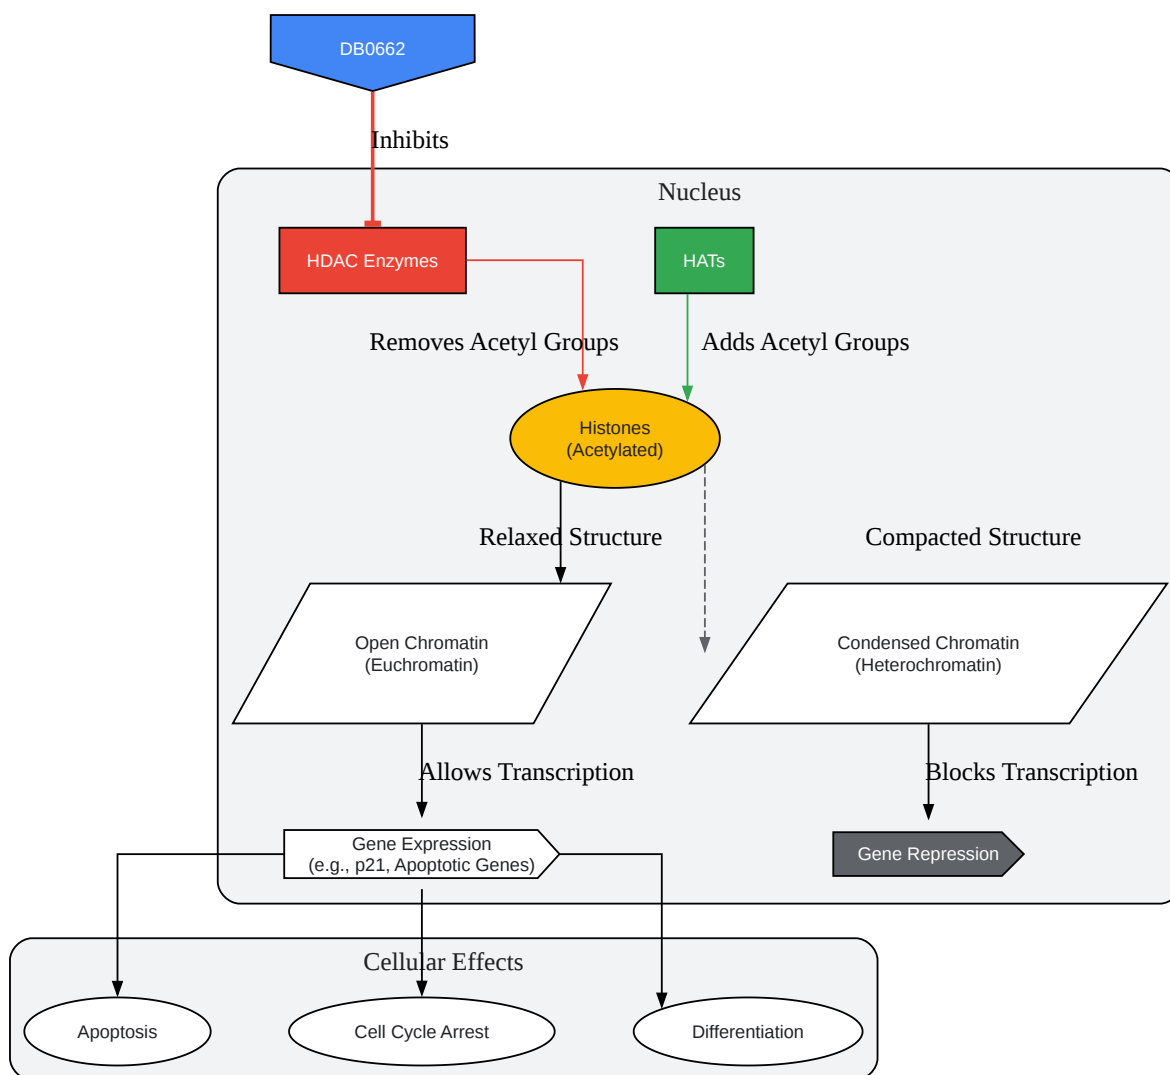 DB0662
Inhibits
Nucleus
HDAC Enzymes
HATs
Removes Acetyl Groups
Adds Acetyl Groups
Histones
(Acetylated)
Relaxed Structure
Compacted Structure
Open Chromatin
(Euchromatin)
Condensed Chromatin
(Heterochromatin)
Allows Transcription
Blocks Transcription
Gene Expression
(e.g., p21, Apoptotic Genes)
Gene Repression
Cellular Effects
Apoptosis
Cell Cycle Arrest
Differentiation